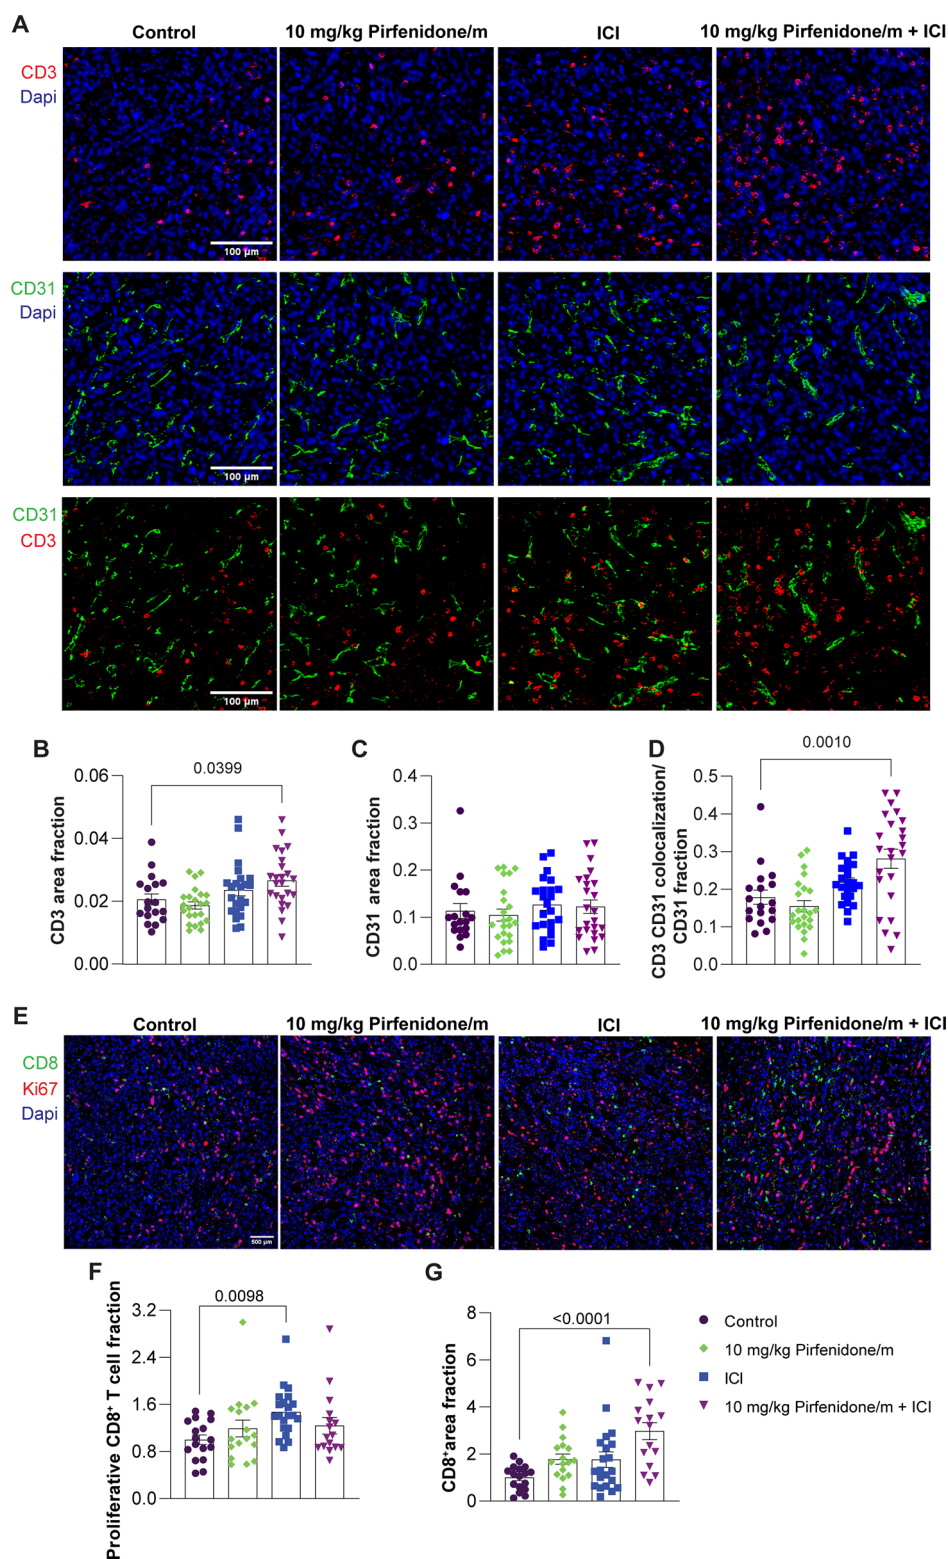 A
Control
10 mg/kg Pirfenidone/m
ICI
10 mg/kg Pirfenidone/m + ICI
CD3
Dapi
100 µm
CD31
Dapi
100 µm
CD31
CD3
100 µm
B
CD3 area fraction
0.06
0.04
0.02
0.00
0.0399
C
CD31 area fraction
0.4
0.3
0.2
0.1
0.0
D
CD3 CD31 colocalization/
CD31 fraction
0.5
0.4
0.3
0.2
0.1
0.0
0.0010
E
Control
10 mg/kg Pirfenidone/m
ICI
10 mg/kg Pirfenidone/m + ICI
CD8
Ki67
Dapi
500 µm
F
Proliferative CD8⁺ T cell fraction
3.2
2.4
1.6
0.8
0.0
0.0098
G
CD8⁺area fraction
8
6
4
2
0
<0.0001
Control
10 mg/kg Pirfenidone/m
ICI
10 mg/kg Pirfenidone/m + ICI